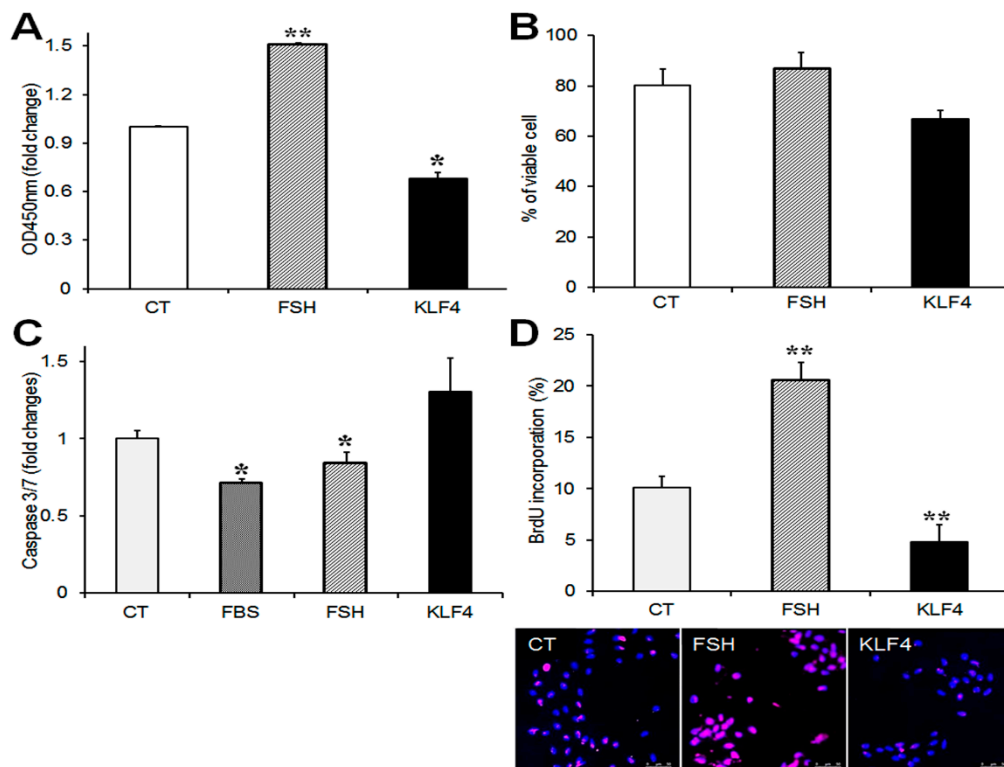 A
OD450nm (fold change)
1.5
1.2
0.9
0.6
0.3
0
**
*
CT FSH KLF4
B
% of viable cell
100
80
60
40
20
0
CT FSH KLF4
C
Caspase 3/7 (fold changes)
1.5
1
0.5
0
*
*
CT FBS FSH KLF4
D
BrdU incorporation (%)
25
20
15
10
5
0
**
**
CT FSH KLF4
CT FSH KLF4